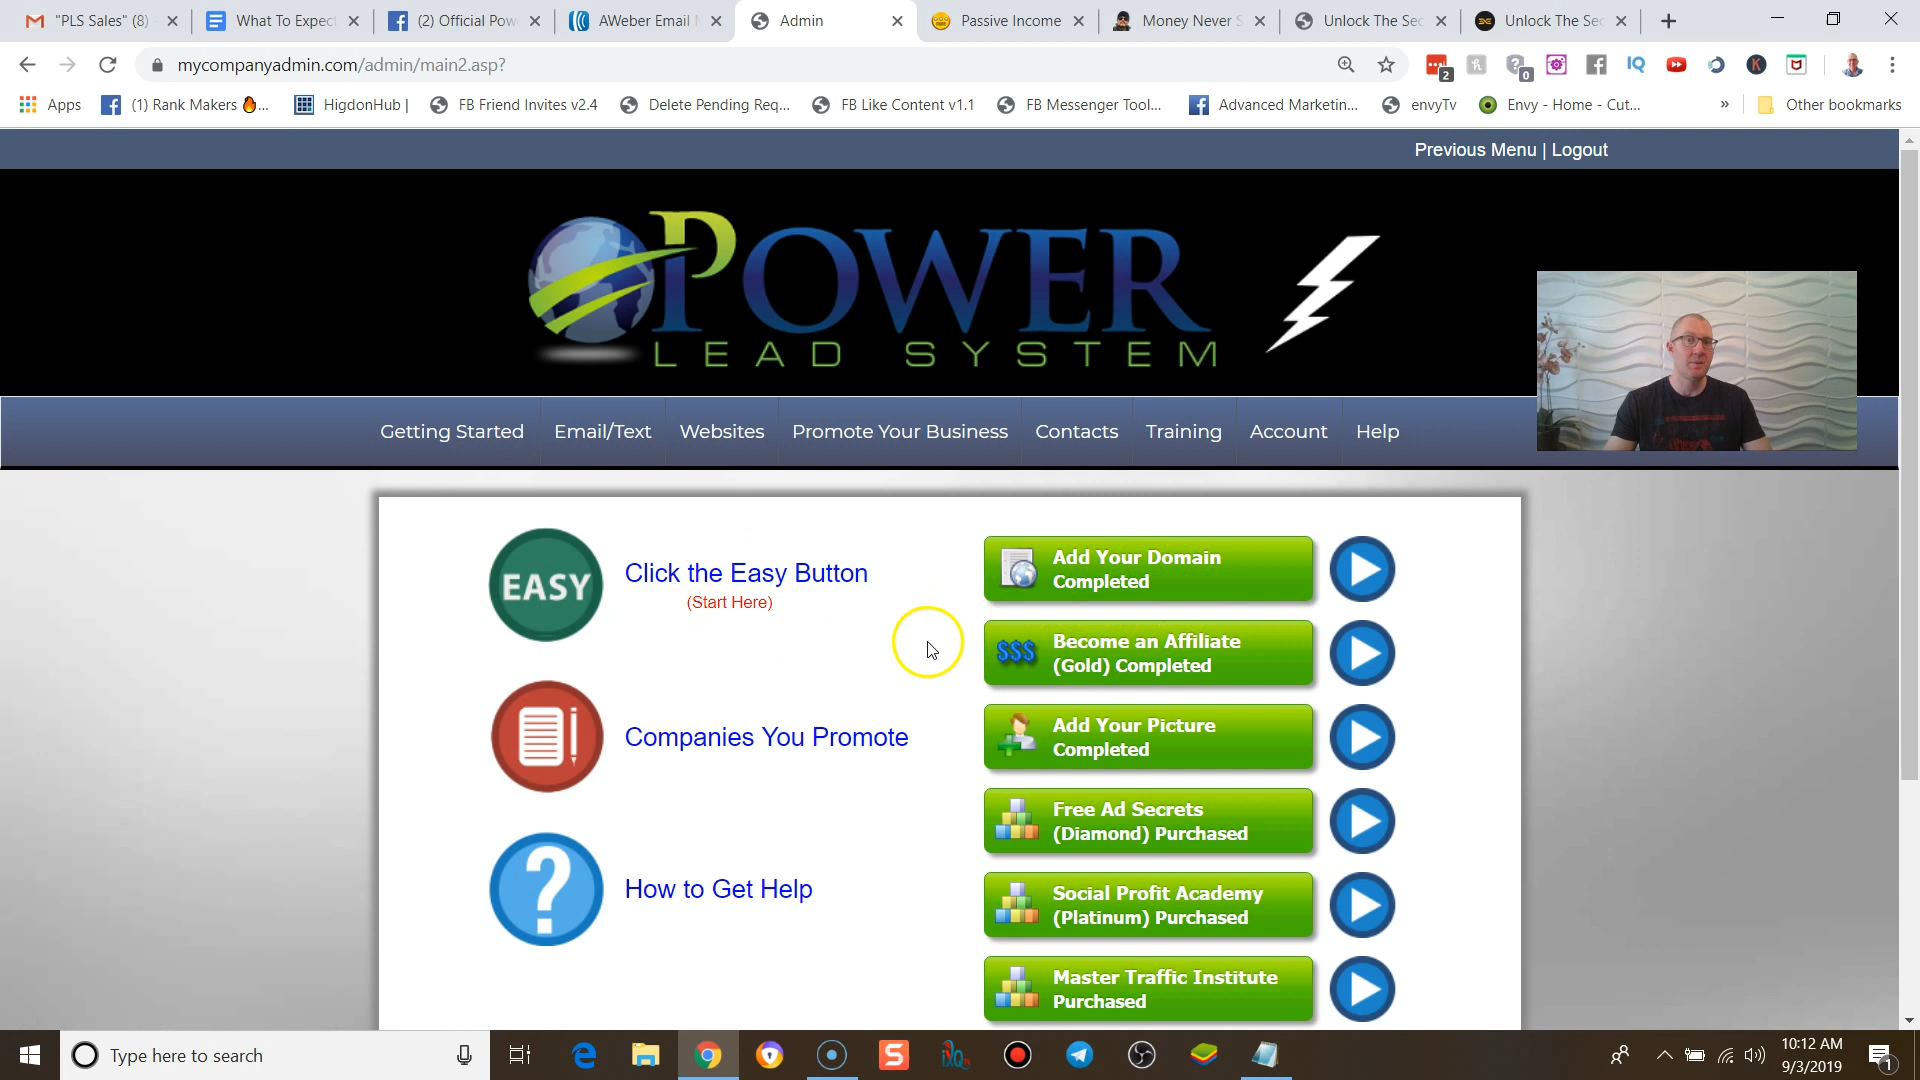 "PLS Sales" (8)
What To Expect
(2) Official Pow
AWeber Email
Admin
Passive Income
Money Never S
Unlock The Sec
Unlock The Sec
mycompanyadmin.com/admin/main2.asp?
2
0
IQ
K
Apps
(1) Rank Makers 🔥...
HigdonHub |
FB Friend Invites v2.4
Delete Pending Req...
FB Like Content v1.1
FB Messenger Tool...
Advanced Marketin...
envyTv
Envy - Home - Cut...
»
Other bookmarks
Previous Menu | Logout
POWER
LEAD SYSTEM
Getting Started
Email/Text
Websites
Promote Your Business
Contacts
Training
Account
Help
EASY
Click the Easy Button
(Start Here)
Companies You Promote
?
How to Get Help
Add Your Domain
Completed
$$$
Become an Affiliate
(Gold) Completed
Add Your Picture
Completed
Free Ad Secrets
(Diamond) Purchased
Social Profit Academy
(Platinum) Purchased
Master Traffic Institute
Purchased
Type here to search
10:12 AM
9/3/2019
1